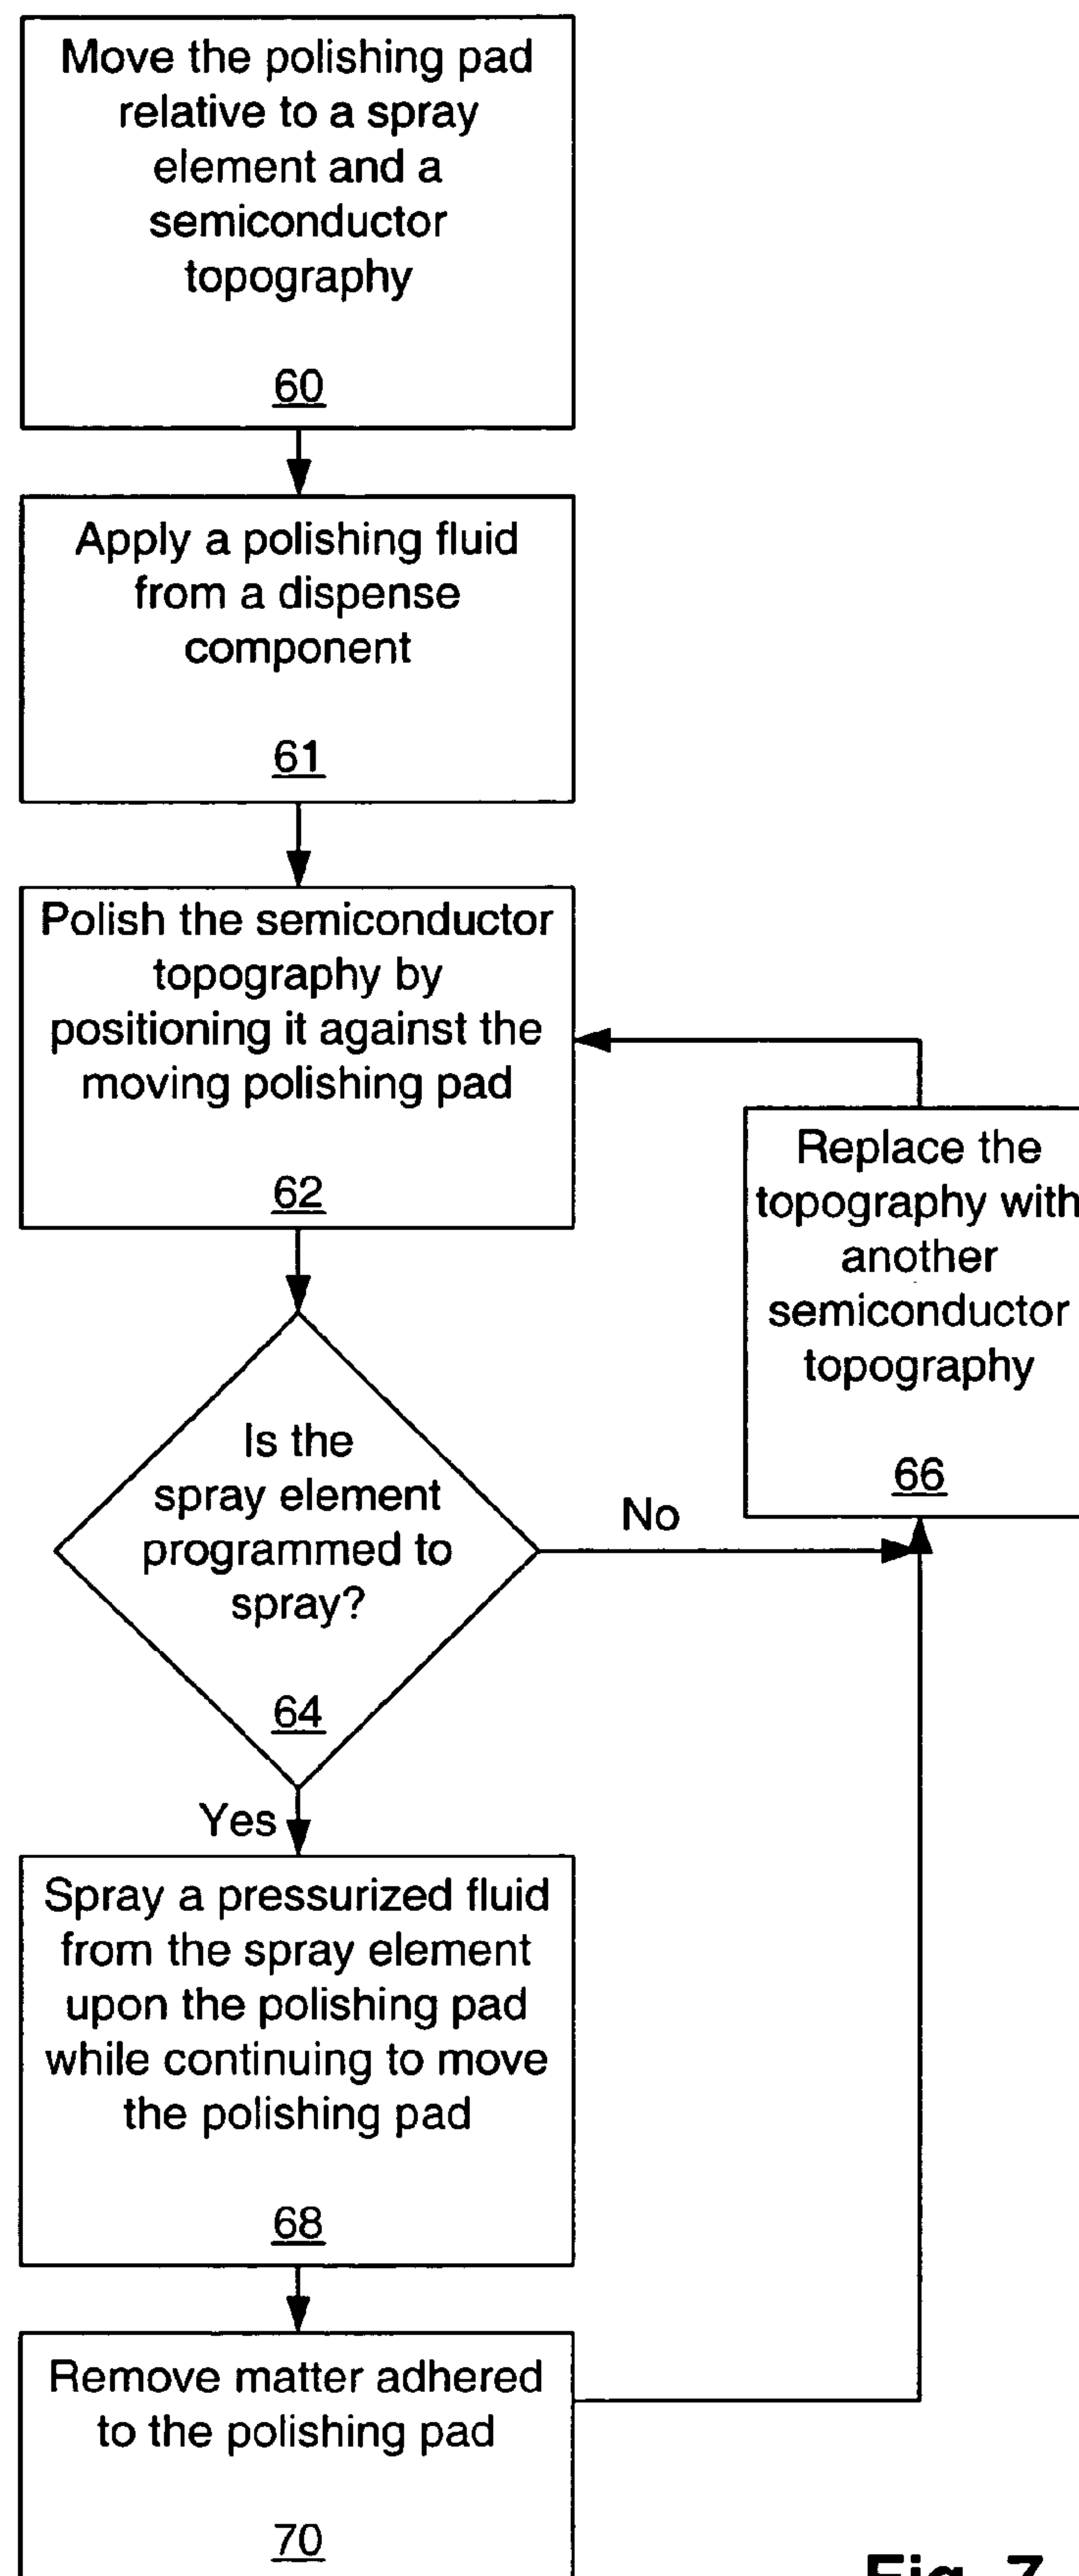 Move the polishing pad
relative to a spray
element and a
semiconductor
topography
60
Apply a polishing fluid
from a dispense
component
61
Polish the semiconductor
topography by
positioning it against the
moving polishing pad
62
Replace the
topography with
another
semiconductor
topography
66
Is the
spray element
programmed to
spray?
64
No
Yes
Spray a pressurized fluid
from the spray element
upon the polishing pad
while continuing to move
the polishing pad
68
Remove matter adhered
to the polishing pad
70
Fig. 7